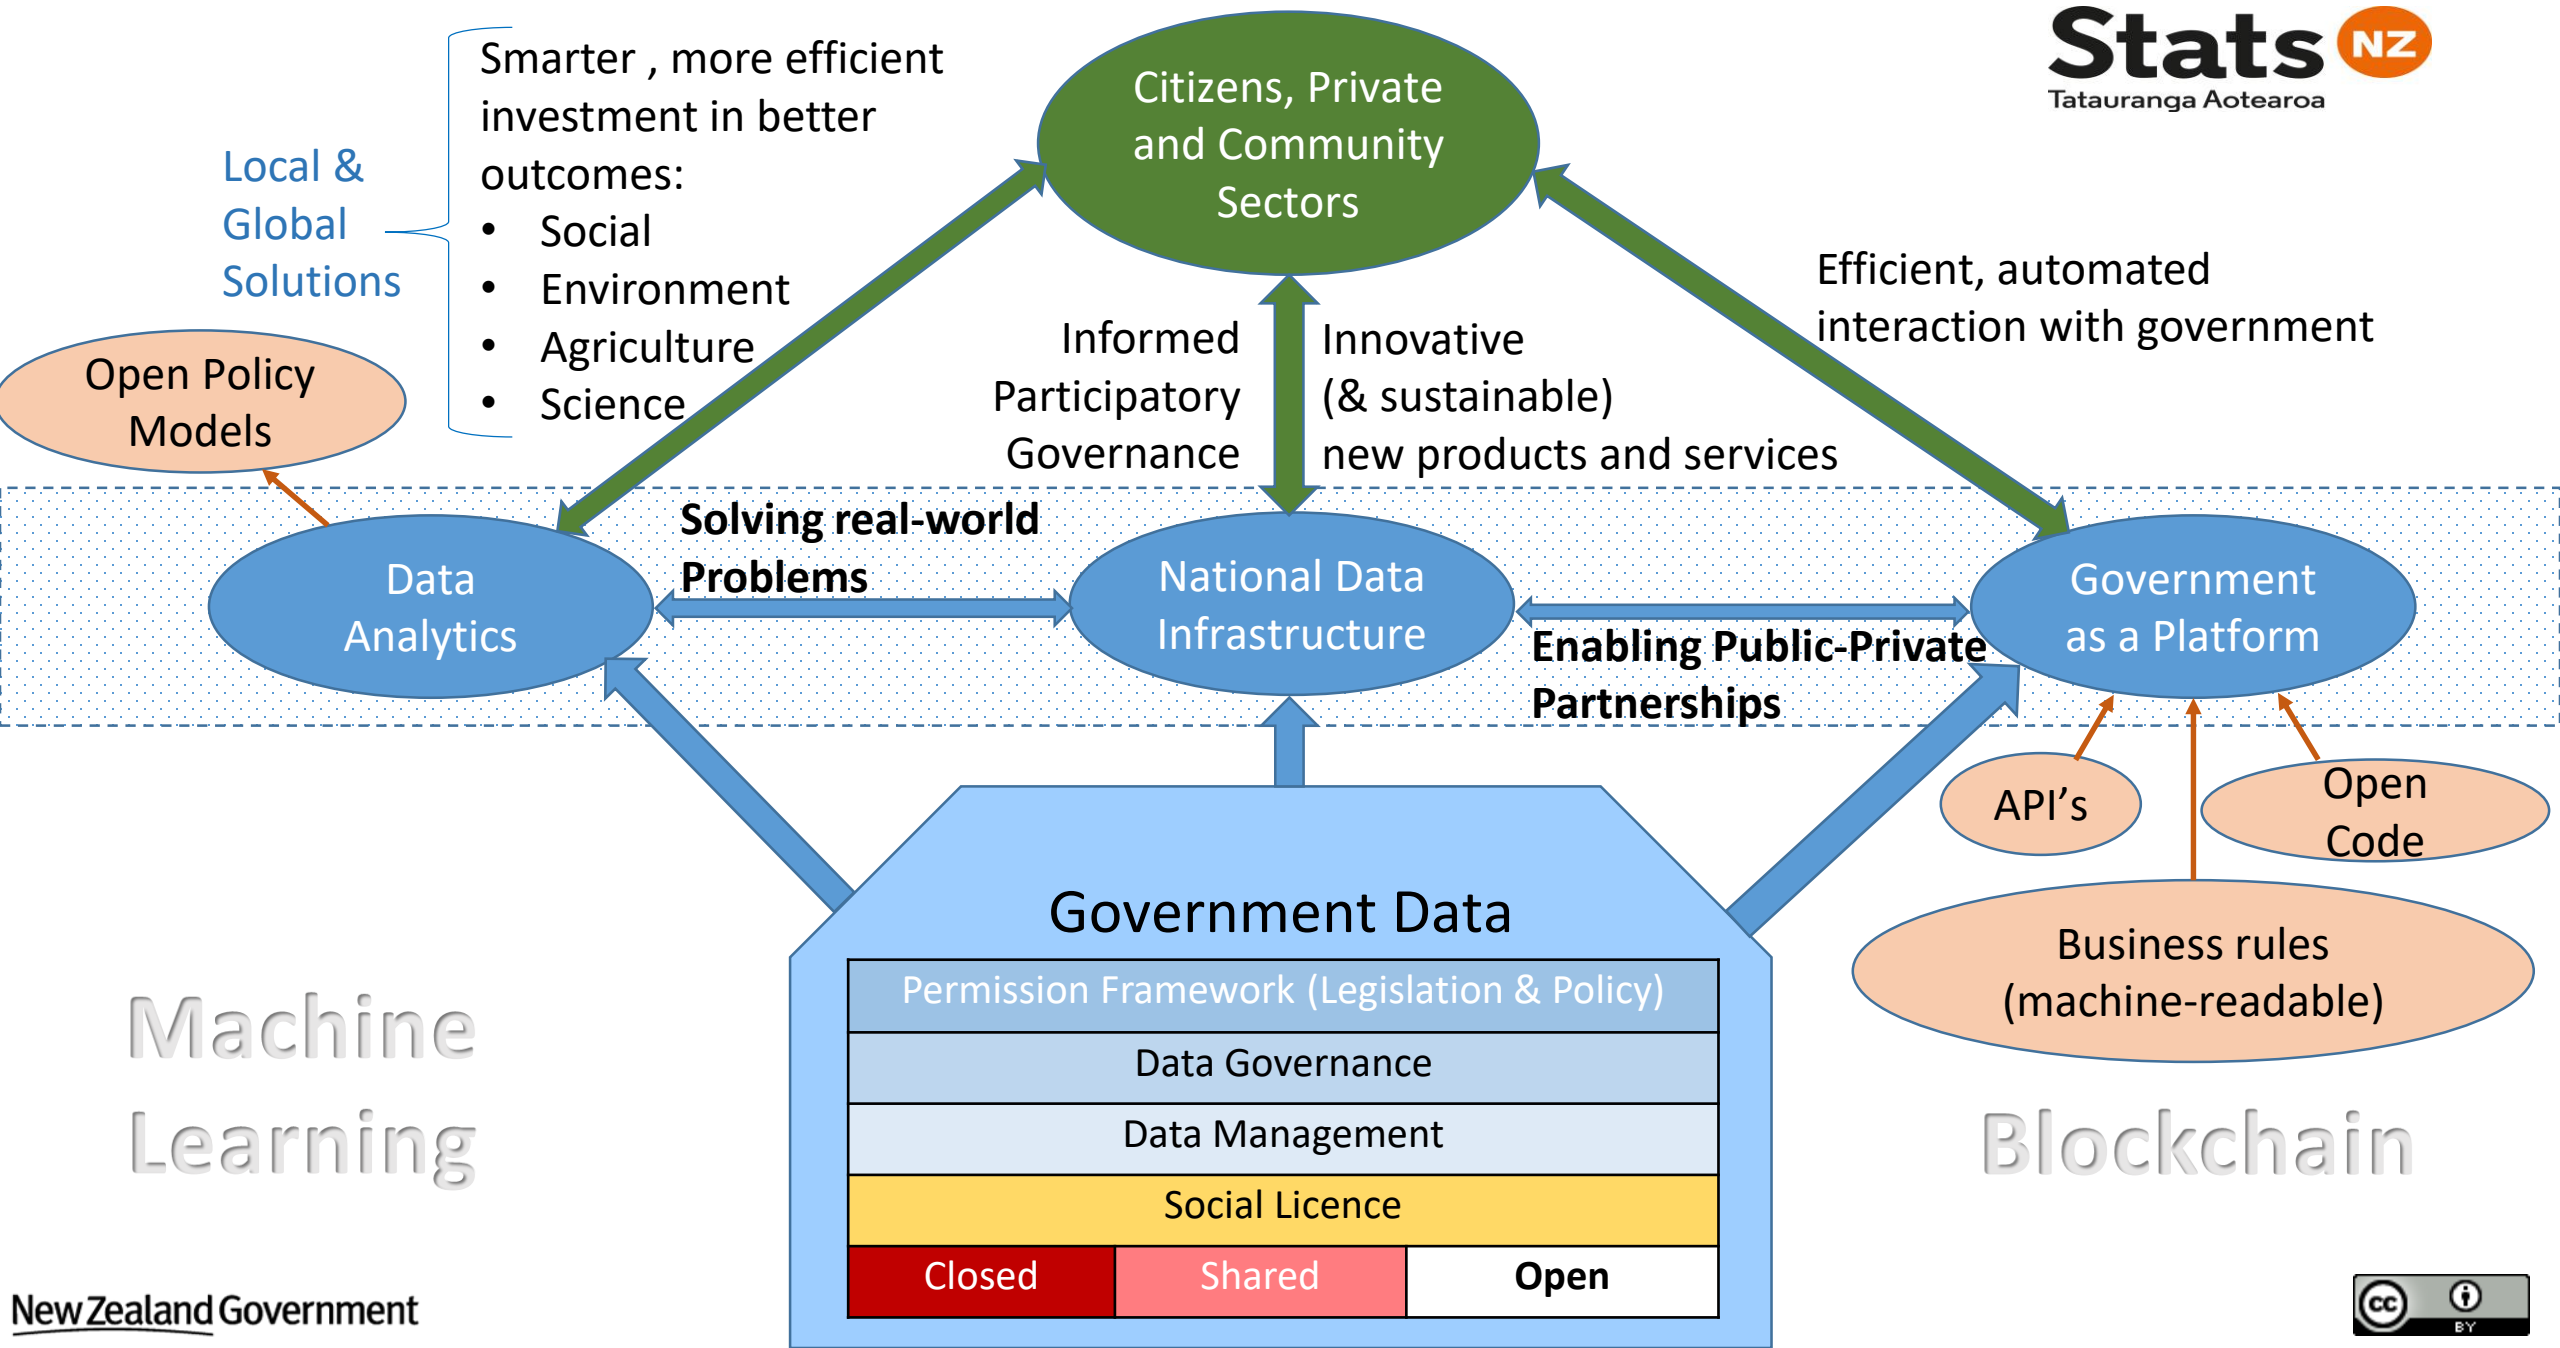 Stats NZ
Tatauranga Aotearoa
Citizens, Private
and Community
Sectors
Local &
Global
Solutions
Smarter , more efficient
investment in better
outcomes:
• Social
• Environment
• Agriculture
• Science
Efficient, automated
interaction with government
Informed
Participatory
Governance
Innovative
(& sustainable)
new products and services
Open Policy
Models
Solving real-world
Problems
Data
Analytics
National Data
Infrastructure
Government
as a Platform
Enabling Public-Private
Partnerships
API’s
Open
Code
Business rules
(machine-readable)
Government Data
Permission Framework (Legislation & Policy)
Data Governance
Data Management
Social Licence
Closed
Shared
Open
Machine
Learning
Blockchain
New Zealand Government
cc
BY